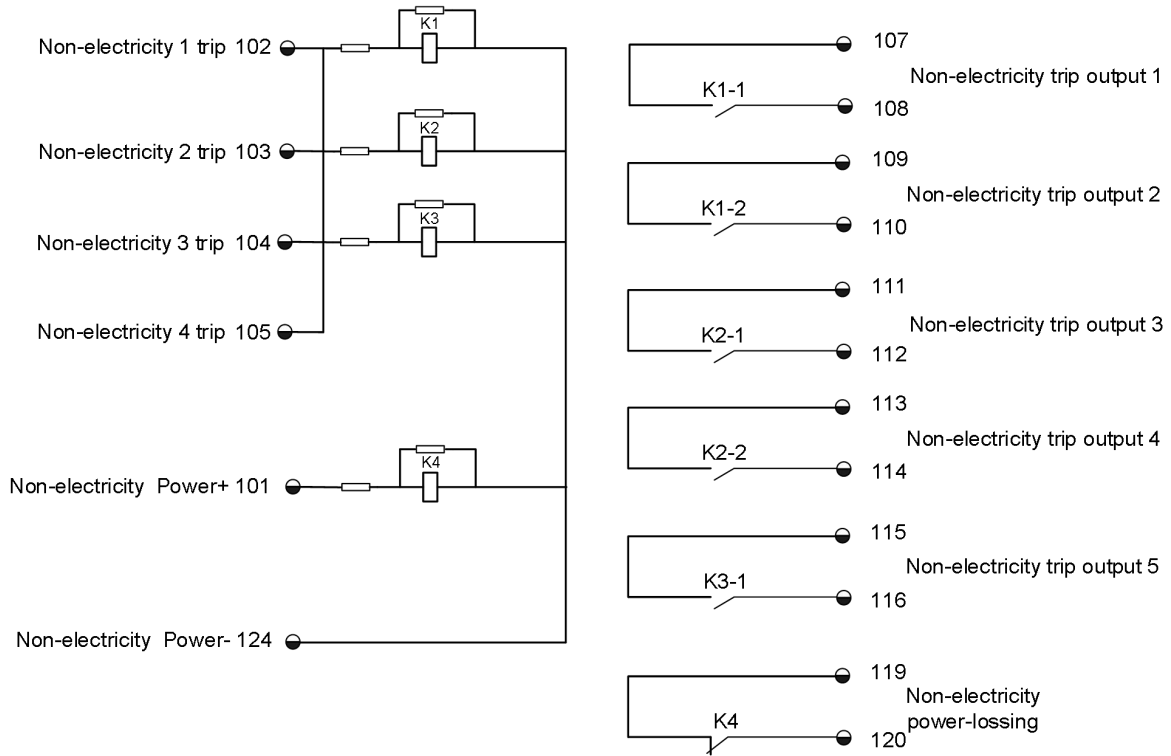 K1
Non-electricity 1 trip 102
K2
Non-electricity 2 trip 103
K3
Non-electricity 3 trip 104
Non-electricity 4 trip 105
K4
Non-electricity Power+ 101
Non-electricity Power- 124
107
Non-electricity trip output 1
K1-1
108
109
Non-electricity trip output 2
K1-2
110
111
Non-electricity trip output 3
K2-1
112
113
Non-electricity trip output 4
K2-2
114
115
Non-electricity trip output 5
K3-1
116
119
Non-electricity
power-lossing
K4
120